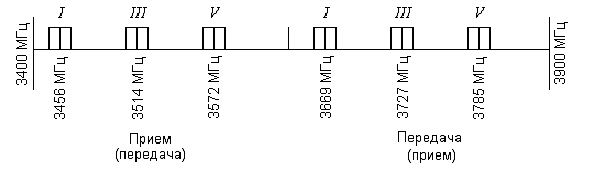 I III V I III V
3400 МГц 3456 МГц 3514 МГц 3572 МГц 3669 МГц 3727 МГц 3785 МГц 3900 МГц
Прием Передача
(передача) (прием)